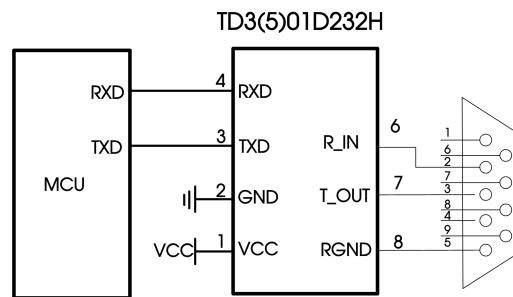 TD3(5)01D232H
RXD 4 RXD
TXD 3 TXD
MCU
2 GND
VCC 1 VCC
R_IN 6
T_OUT 7
RGND 8
1
6
2
7
3
8
4
9
5